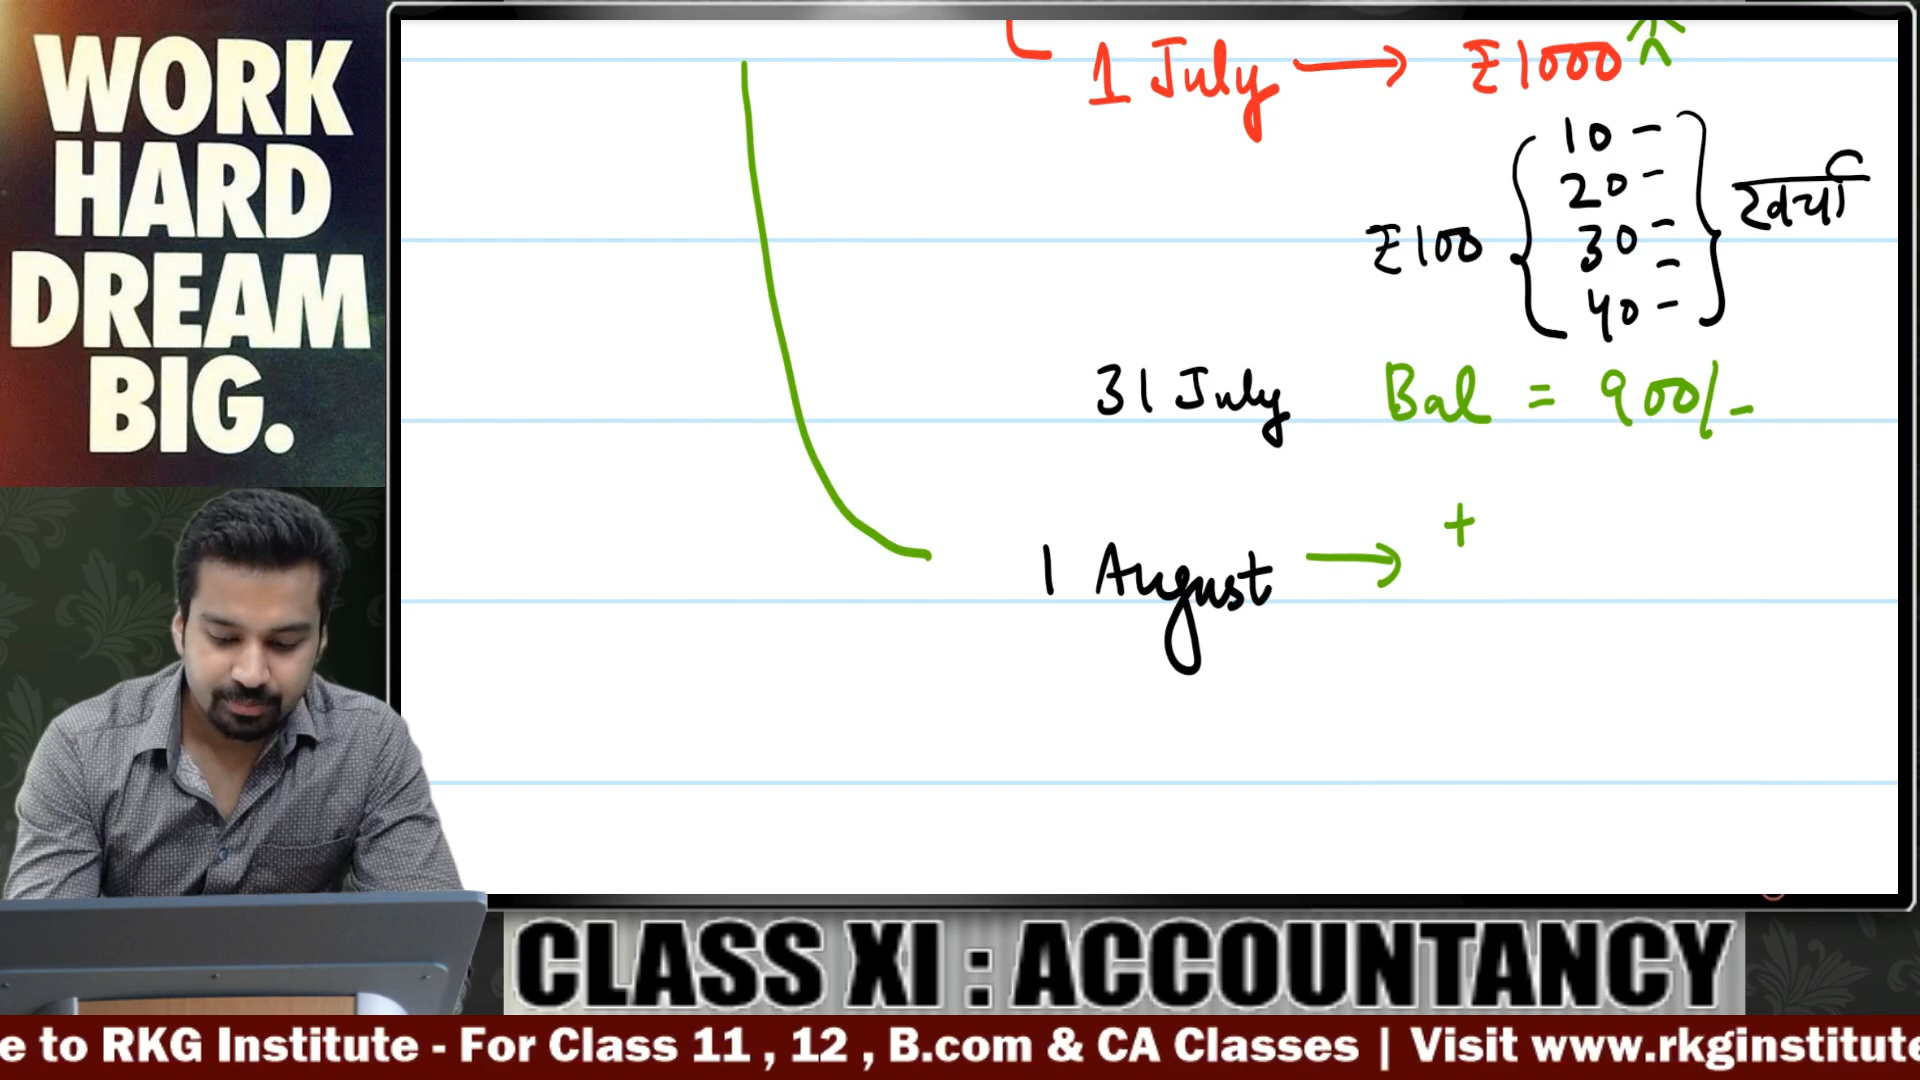 WORK
HARD
DREAM
BIG.
1 July → ₹1000
10 –
20 –
₹100 { 30 = } खर्चा
40 –
31 July Bal = 900/-
+
1 August →
CLASS XI : ACCOUNTANCY
e to RKG Institute - For Class 11 , 12 , B.com & CA Classes | Visit www.rkginstitute